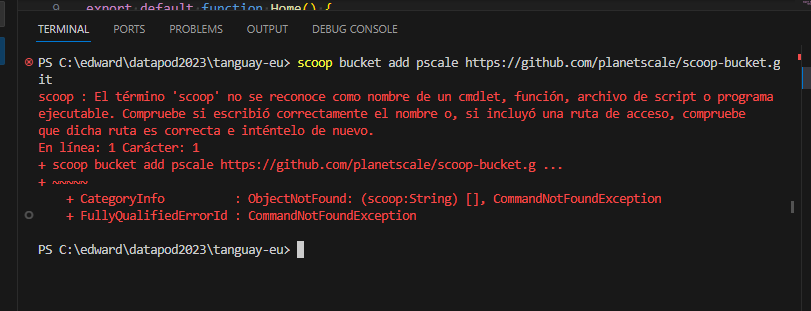 9 export default function Home() {
TERMINAL PORTS PROBLEMS OUTPUT DEBUG CONSOLE
PS C:\edward\datapod2023\tanguay-eu> scoop bucket add pscale https://github.com/planetscale/scoop-bucket.g
it
scoop : El término 'scoop' no se reconoce como nombre de un cmdlet, función, archivo de script o programa
ejecutable. Compruebe si escribió correctamente el nombre o, si incluyó una ruta de acceso, compruebe
que dicha ruta es correcta e inténtelo de nuevo.
En línea: 1 Carácter: 1
+ scoop bucket add pscale https://github.com/planetscale/scoop-bucket.g ...
+ ~~~~~
+ CategoryInfo : ObjectNotFound: (scoop:String) [], CommandNotFoundException
+ FullyQualifiedErrorId : CommandNotFoundException
PS C:\edward\datapod2023\tanguay-eu>